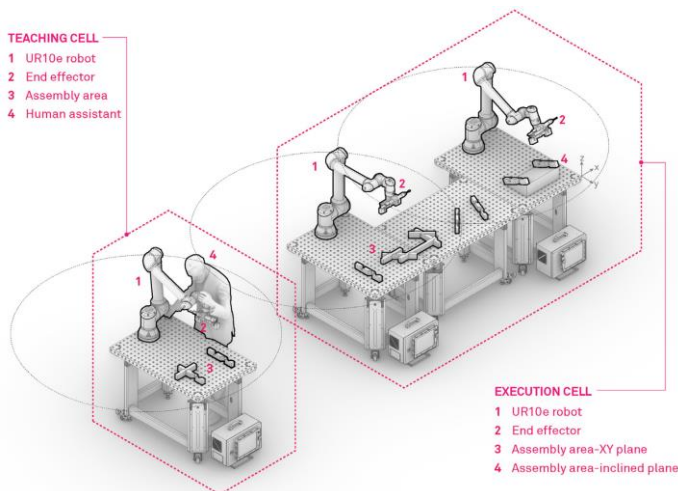 TEACHING CELL
1 UR10e robot
2 End effector
3 Assembly area
4 Human assistant
1
2
1
2
4
z
x
y
3
4
1
2
3
EXECUTION CELL
1 UR10e robot
2 End effector
3 Assembly area-XY plane
4 Assembly area-inclined plane